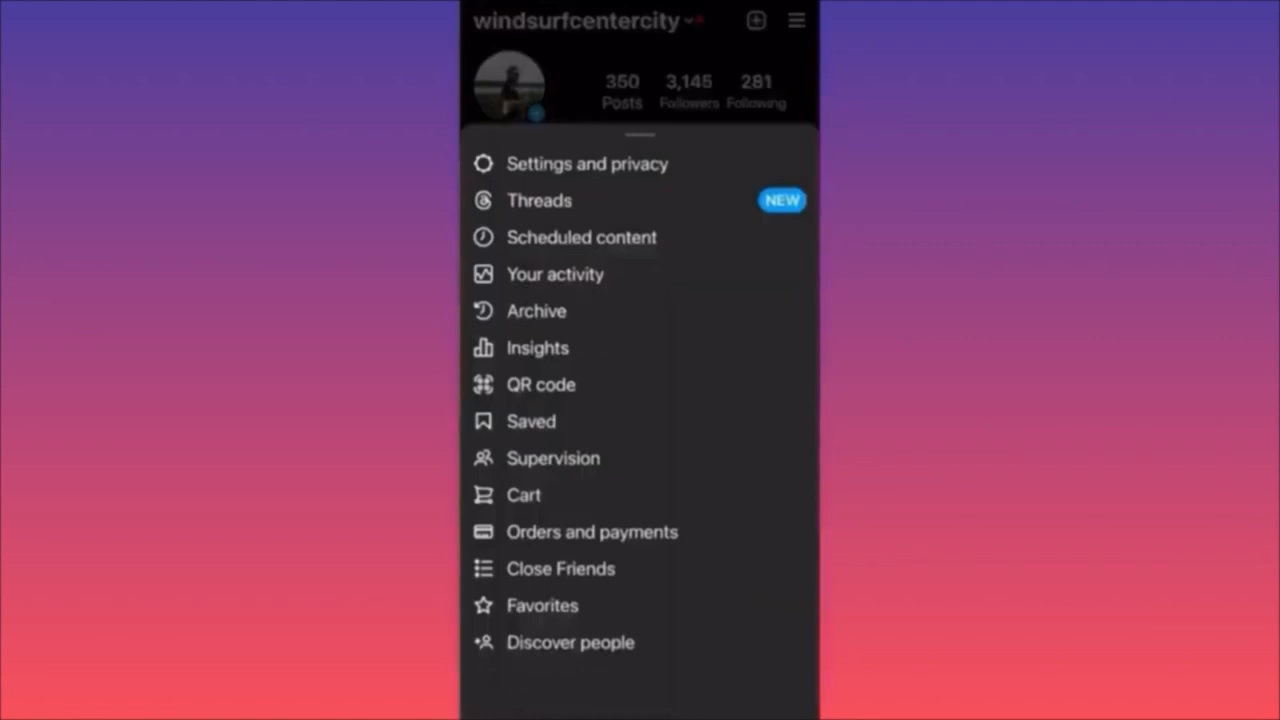 windsurfcentercity
350 3,145 281
Posts Followers Following
Settings and privacy
Threads NEW
Scheduled content
Your activity
Archive
Insights
QR code
Saved
Supervision
Cart
Orders and payments
Close Friends
Favorites
Discover people